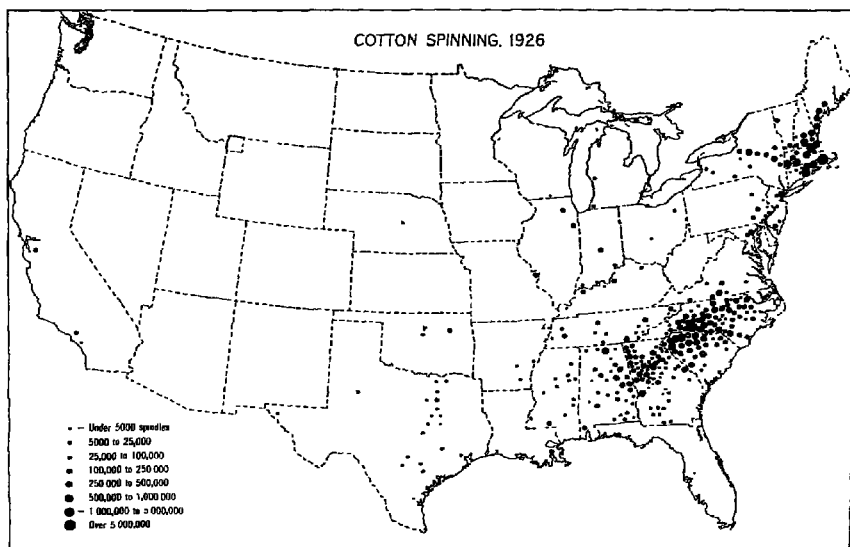 COTTON SPINNING, 1926
Under 5000 spindles
5000 to 25,000
25,000 to 100,000
100,000 to 250 000
250 000 to 500,000
500,000 to 1,000 000
1 000,000 to 000,000
Over 5 000,000